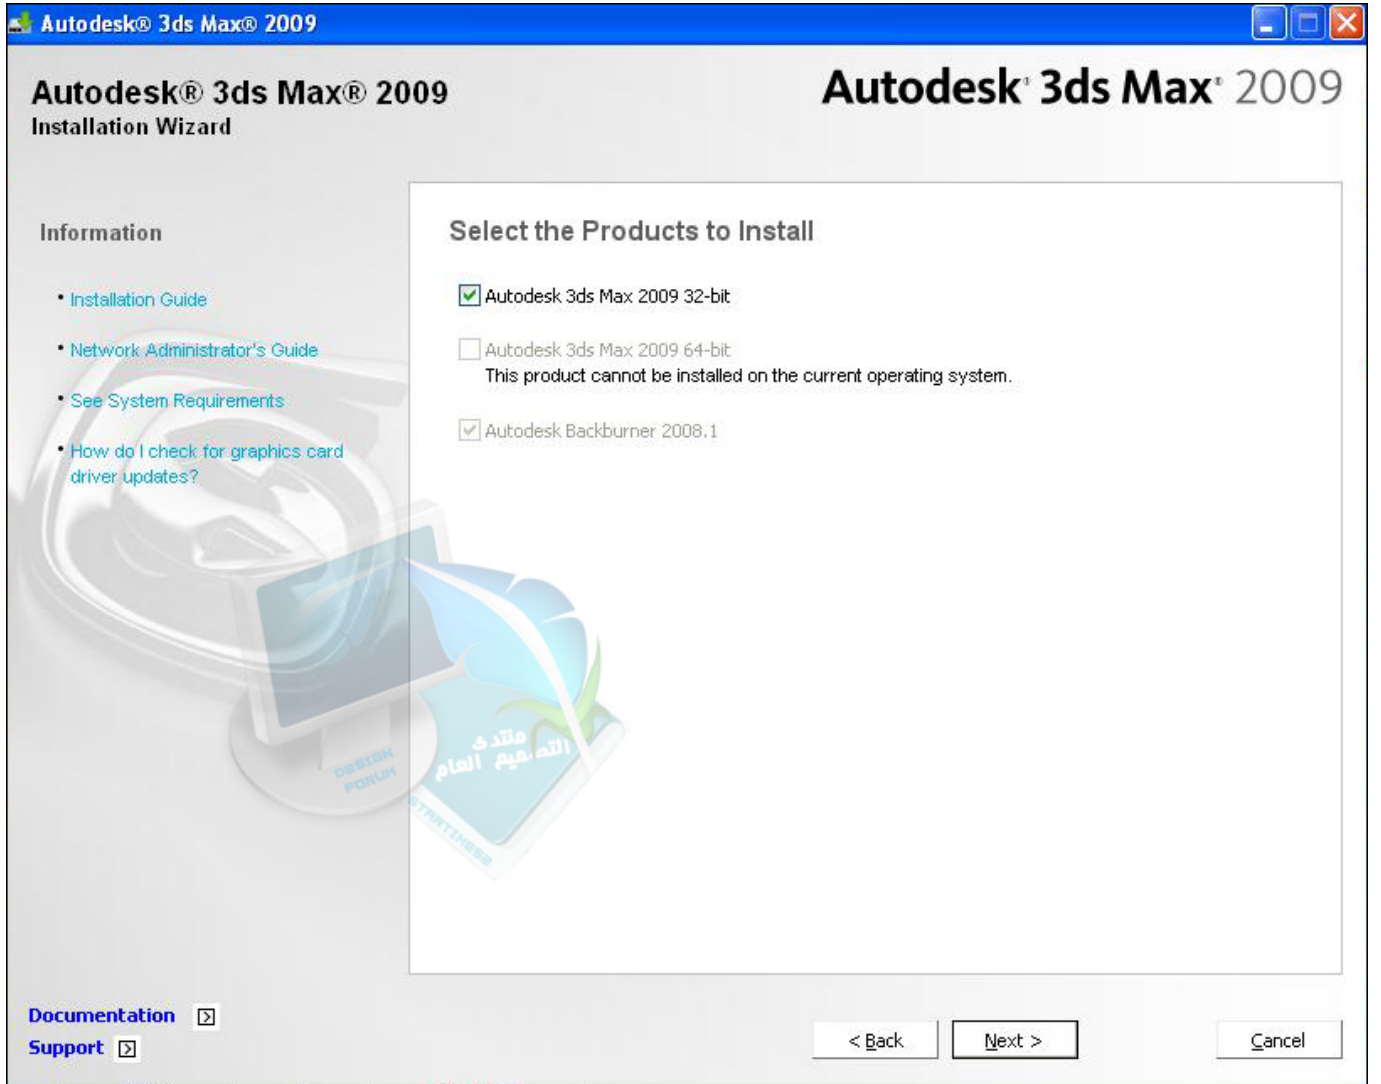 Autodesk® 3ds Max® 2009
Autodesk® 3ds Max® 2009
Installation Wizard
Autodesk® 3ds Max® 2009
Information
• Installation Guide
• Network Administrator's Guide
• See System Requirements
• How do I check for graphics card
driver updates?
Select the Products to Install
Autodesk 3ds Max 2009 32-bit
Autodesk 3ds Max 2009 64-bit
This product cannot be installed on the current operating system.
Autodesk Backburner 2008.1
DESIGN
FORUM
منتدى
التصميم العام
STARTIMES2
Documentation
Support
< Back
Next >
Cancel